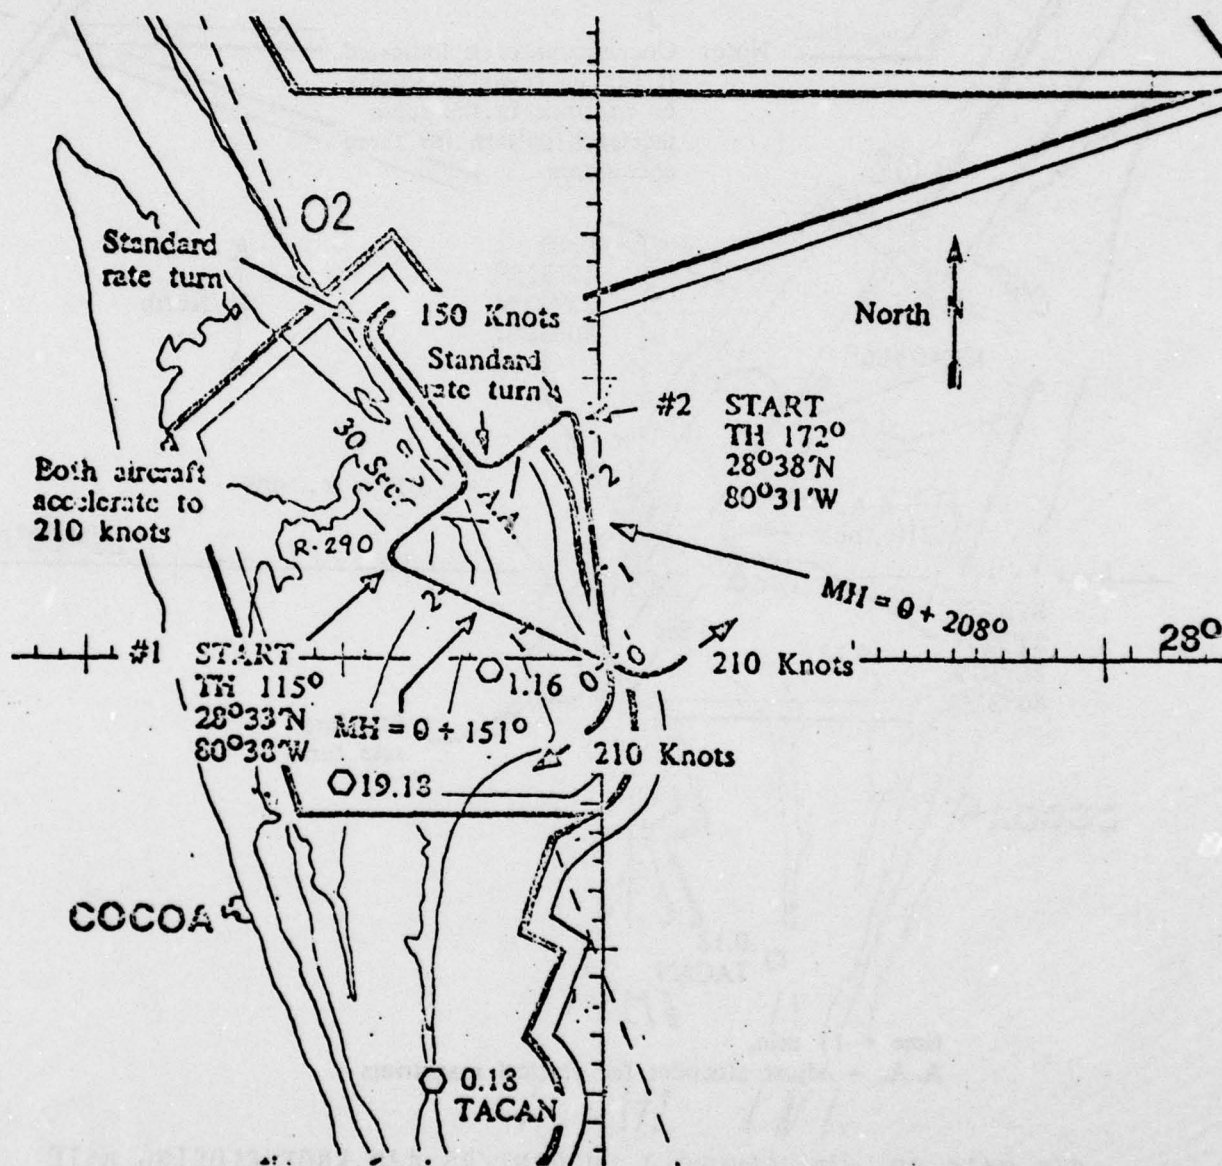 O2
Standard
rate turn
150 Knots
Standard
rate turn
North
#2 START
TH 172°
28°38'N
80°31'W
30 Sec.
Both aircraft
accelerate to
210 knots
A.A.
R-290
2
1
2
1
MH = θ + 208°
#1 START
TH 115°
28°33'N
80°38'W
28°
0
0
210 Knots
1.16
MH = θ + 151°
210 Knots
19.13
COCOA
0.13
TACAN